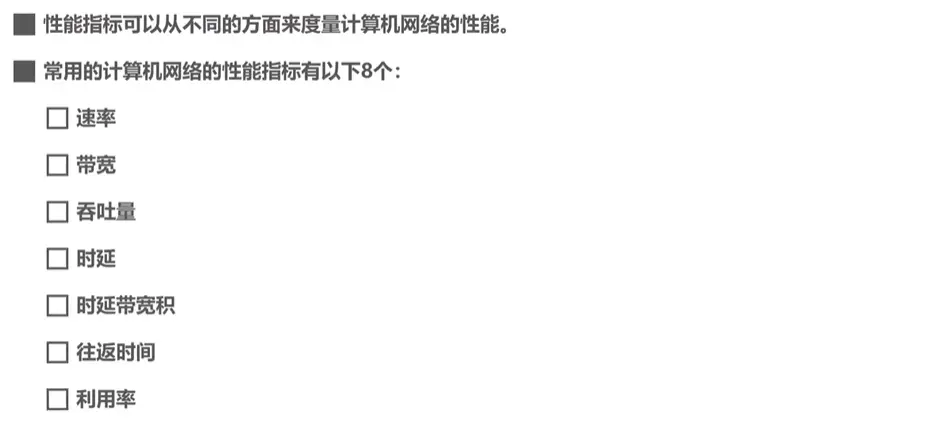 性能指标可以从不同的方面来度量计算机网络的性能。
常用的计算机网络的性能指标有以下8个：
速率
带宽
吞吐量
时延
时延带宽积
往返时间
利用率